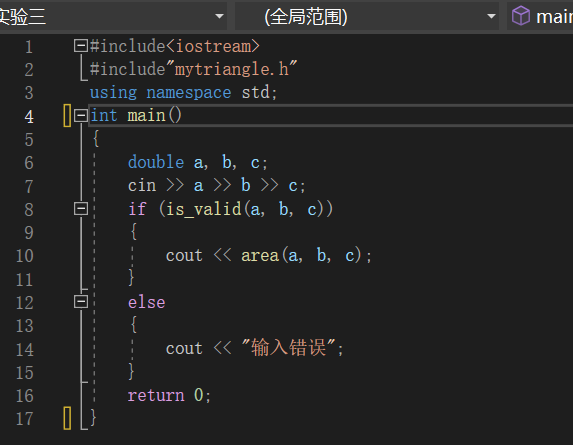 实验三 (全局范围) main
1 #include<iostream>
2 #include"mytriangle.h"
3 using namespace std;
4 int main()
5 {
6 double a, b, c;
7 cin >> a >> b >> c;
8 if (is_valid(a, b, c))
9 {
10 cout << area(a, b, c);
11 }
12 else
13 {
14 cout << "输入错误";
15 }
16 return 0;
17 }